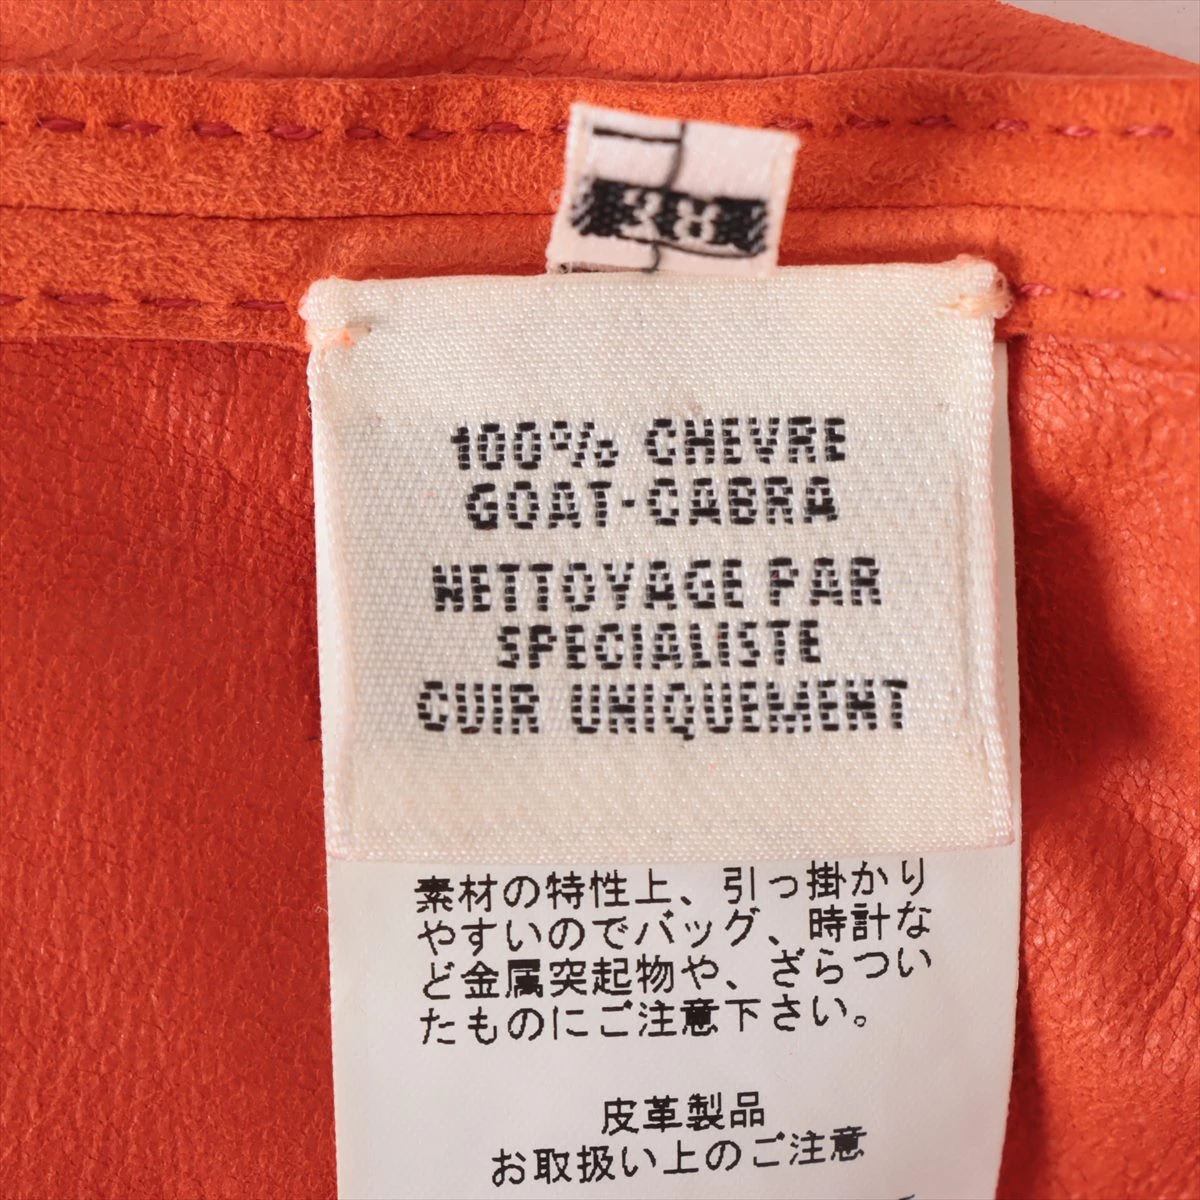 38
100% CHEVRE
GOAT-CABRA
NETTOYAGE PAR
SPECIALISTE
CUIR UNIQUEMENT
素材の特性上、引っ掛かり
やすいのでバッグ、時計な
ど金属突起物や、ざらつい
たものにご注意下さい。
皮革製品
お取扱い上のご注意